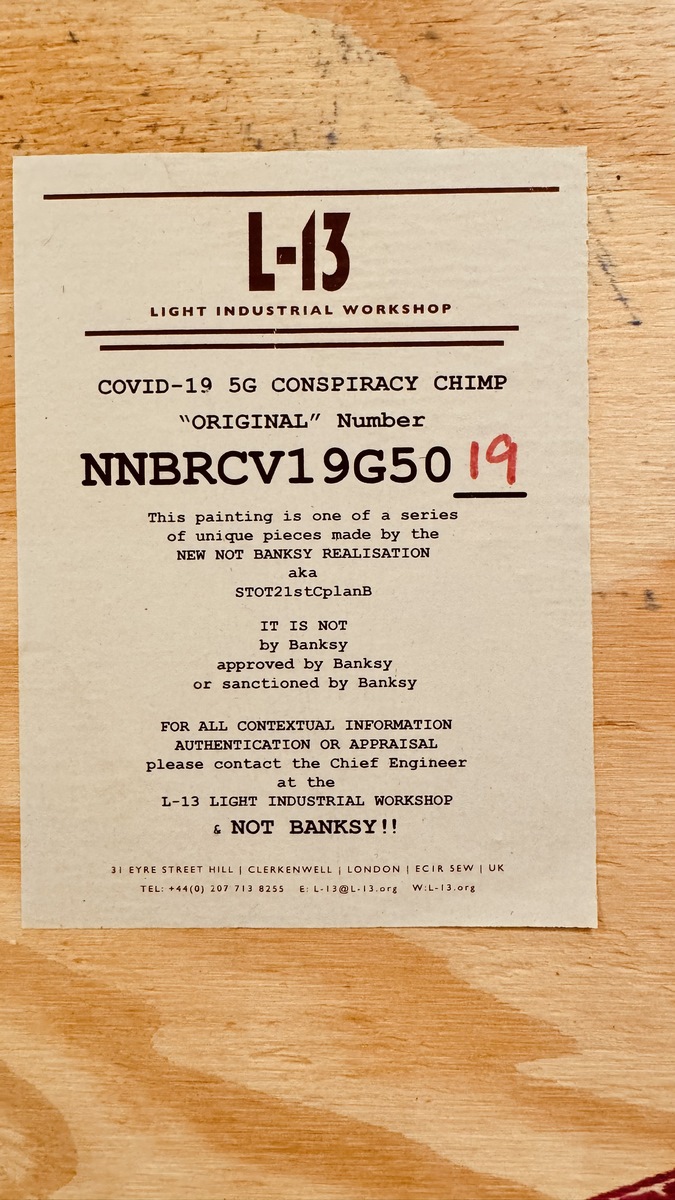 L-13
LIGHT INDUSTRIAL WORKSHOP
COVID-19 5G CONSPIRACY CHIMP
“ORIGINAL” Number
NNBRCV19G50 19
This painting is one of a series
of unique pieces made by the
NEW NOT BANKSY REALISATION
aka
STOT21stCplanB
IT IS NOT
by Banksy
approved by Banksy
or sanctioned by Banksy
FOR ALL CONTEXTUAL INFORMATION
AUTHENTICATION OR APPRAISAL
please contact the Chief Engineer
at the
L-13 LIGHT INDUSTRIAL WORKSHOP
& NOT BANKSY!!
31 EYRE STREET HILL | CLERKENWELL | LONDON | EC1R 5EW | UK
TEL: +44(0) 207 713 8255 E: L-13@L-13.org W:L-13.org